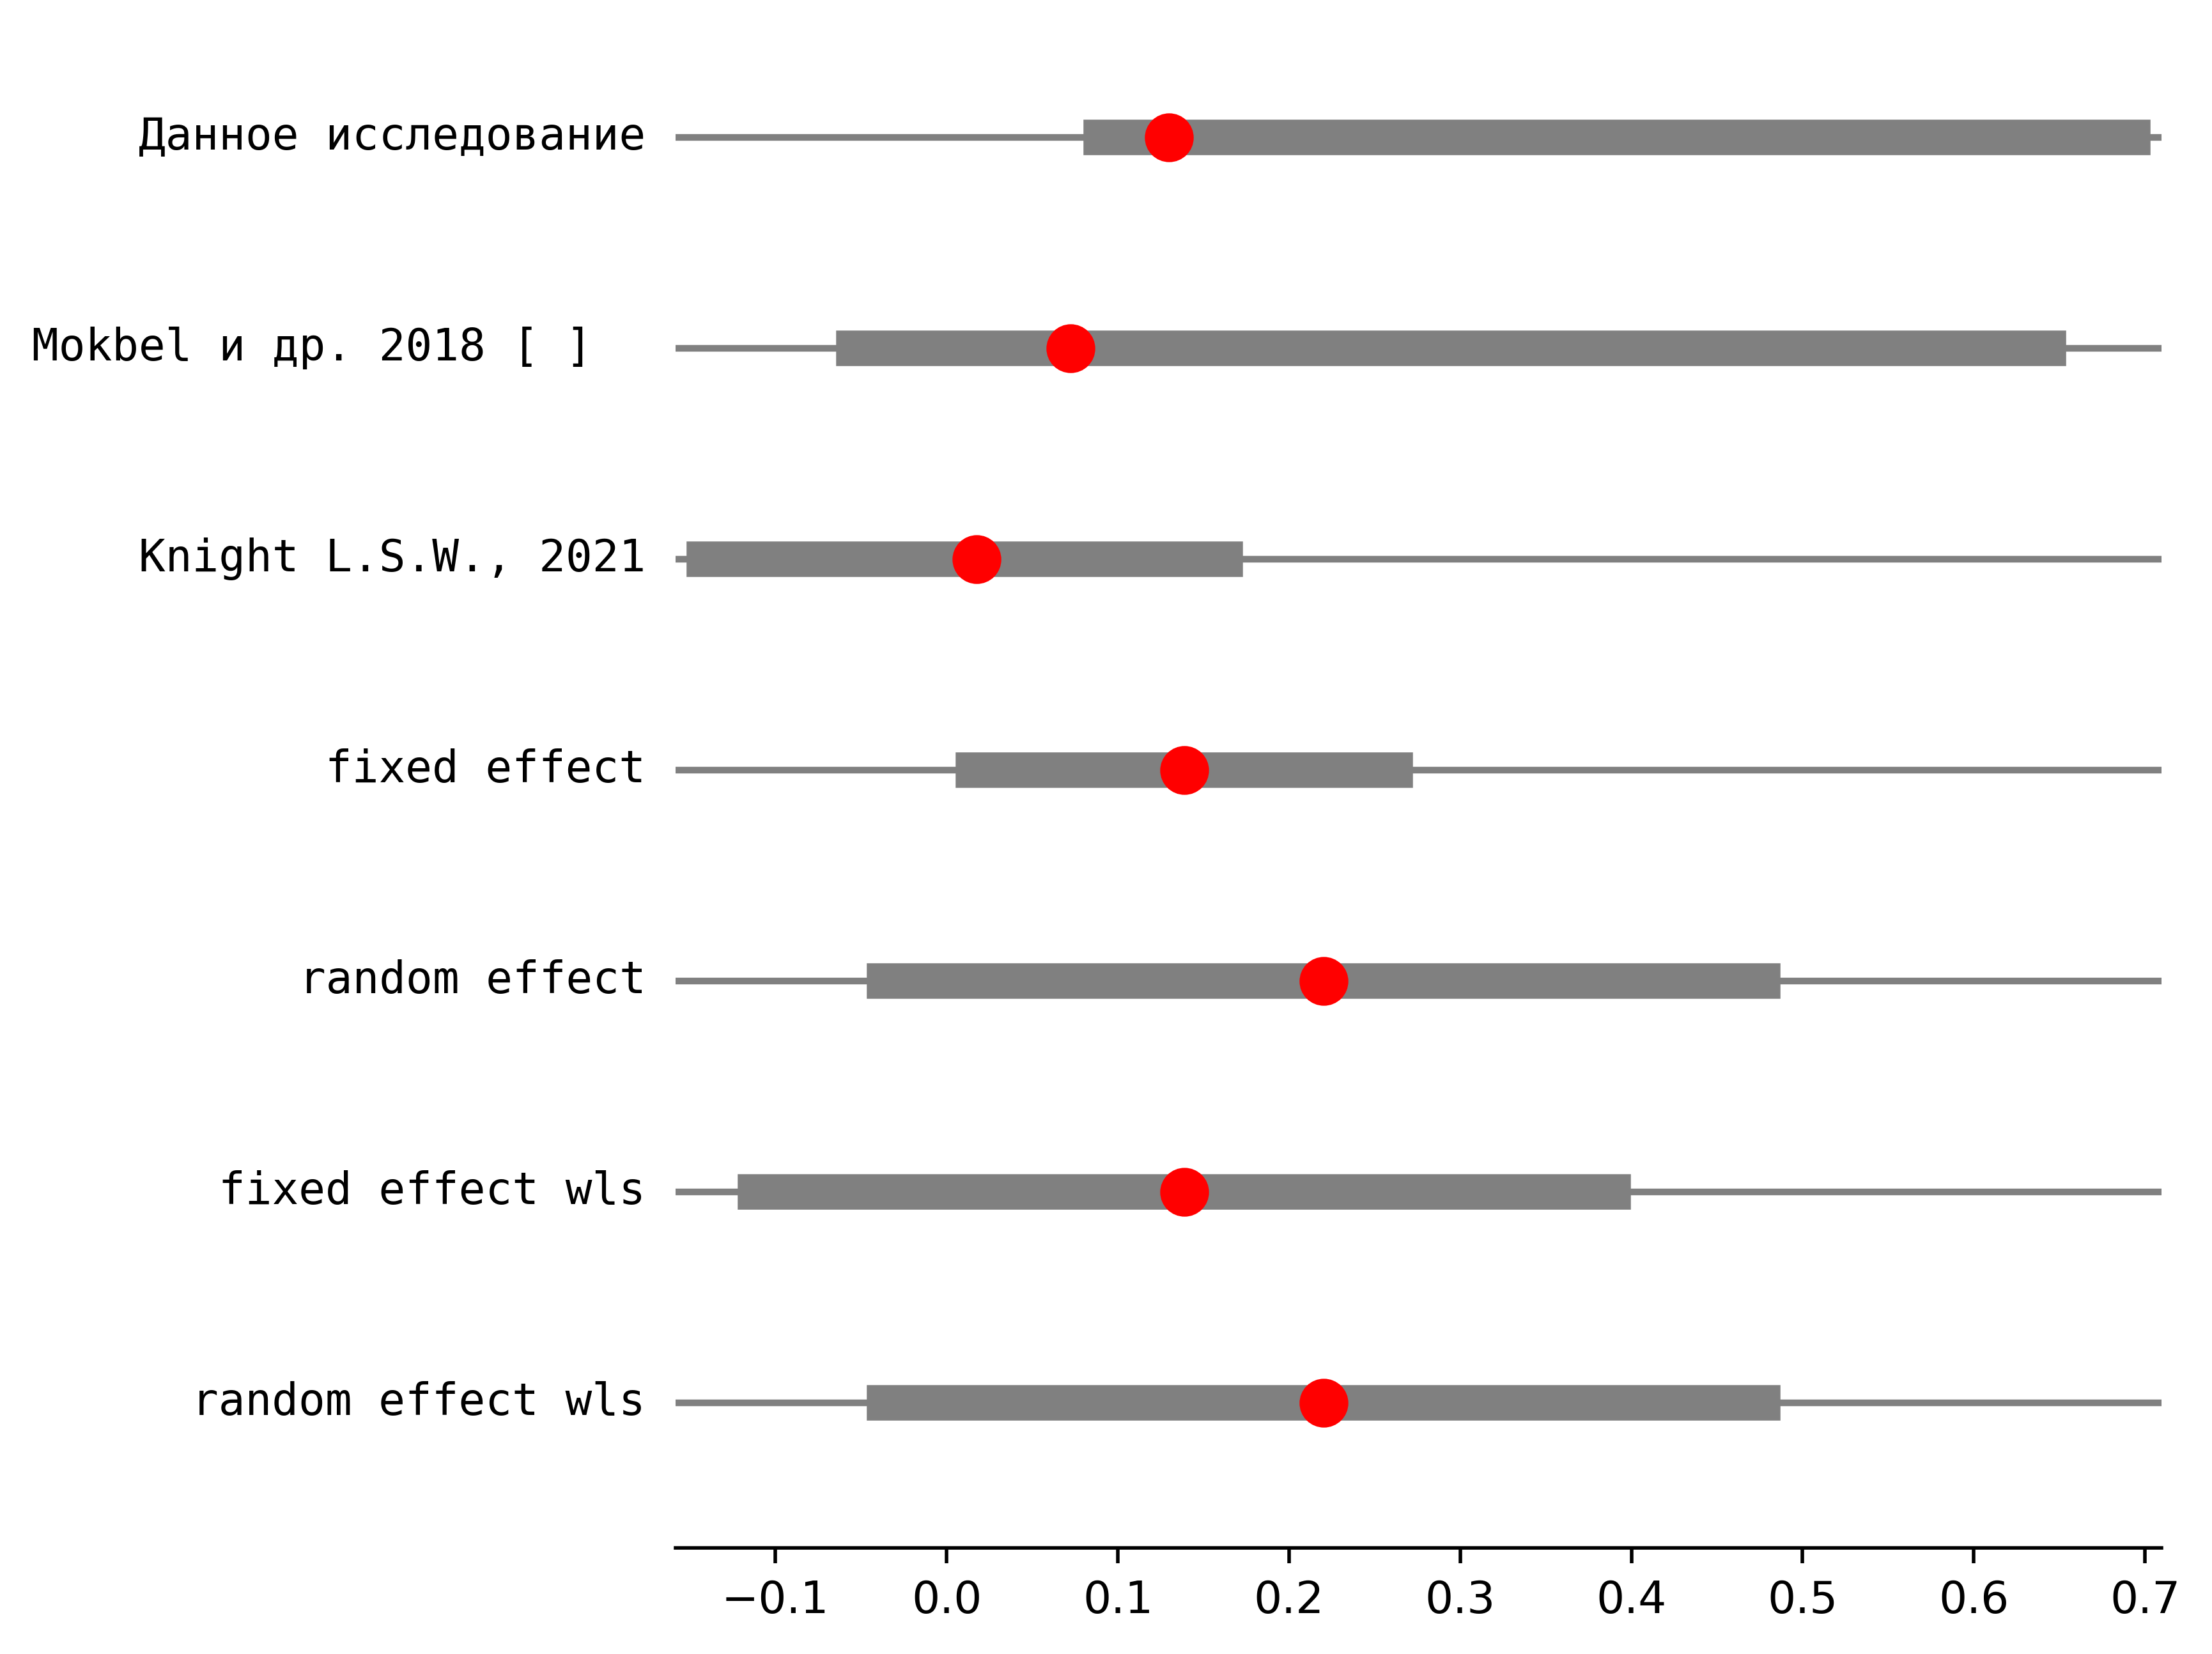 Данное исследование
Mokbel и др. 2018 [ ]
Knight L.S.W., 2021
fixed effect
random effect
fixed effect wls
random effect wls
−0.1 0.0 0.1 0.2 0.3 0.4 0.5 0.6 0.7